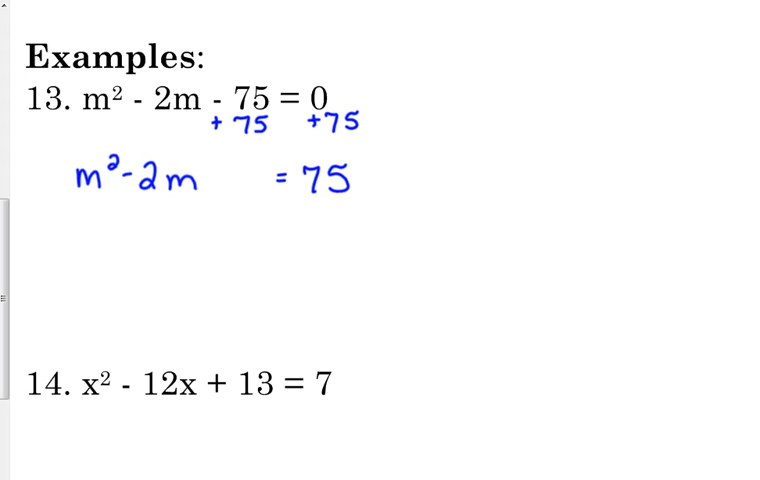 Examples:
13. m² - 2m - 75 = 0
+ 75 +75
m² - 2m = 75
14. x² - 12x + 13 = 7